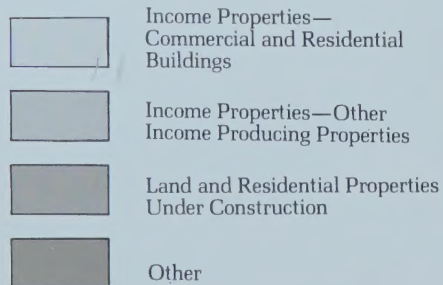 Income Properties—
Commercial and Residential
Buildings
Income Properties—Other
Income Producing Properties
Land and Residential Properties
Under Construction
Other